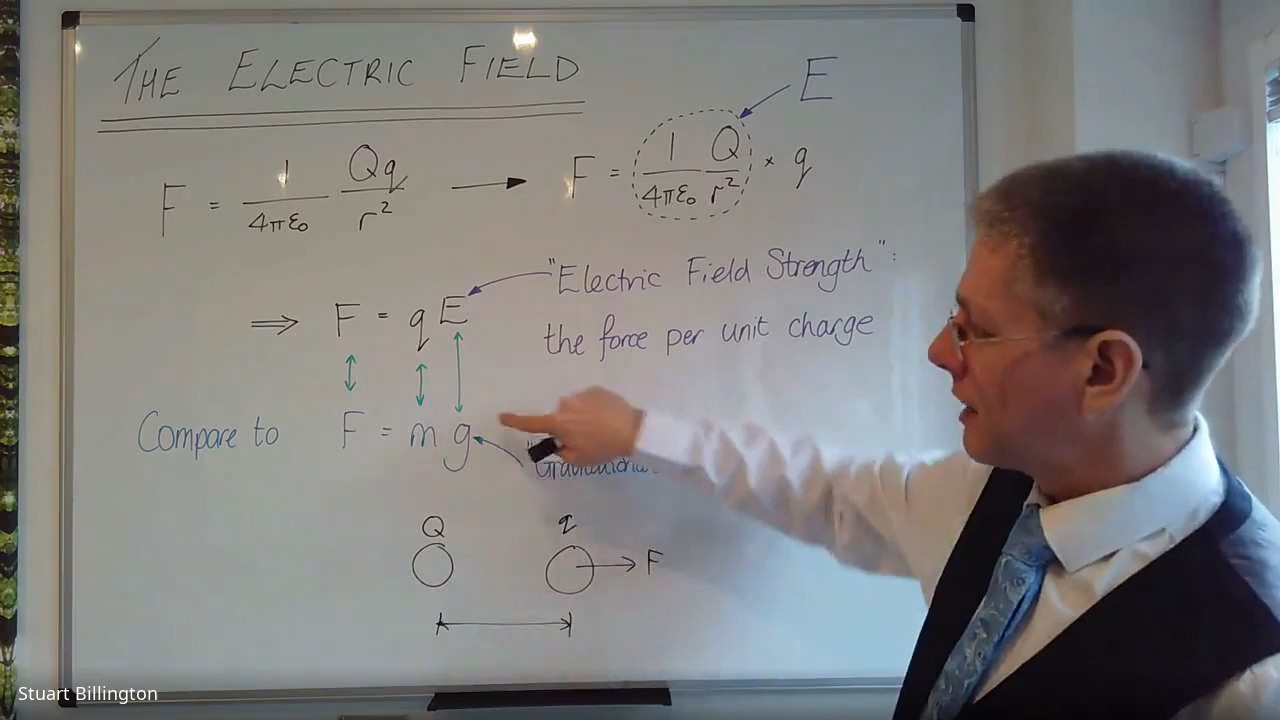 THE ELECTRIC FIELD
E
F = 1/4πε₀ Qq/r² → F = (1/4πε₀ Q/r²) × q
"Electric Field Strength":
⇒ F = qE
the force per unit charge
Compare to F = mg
Q q
F
Stuart Billington